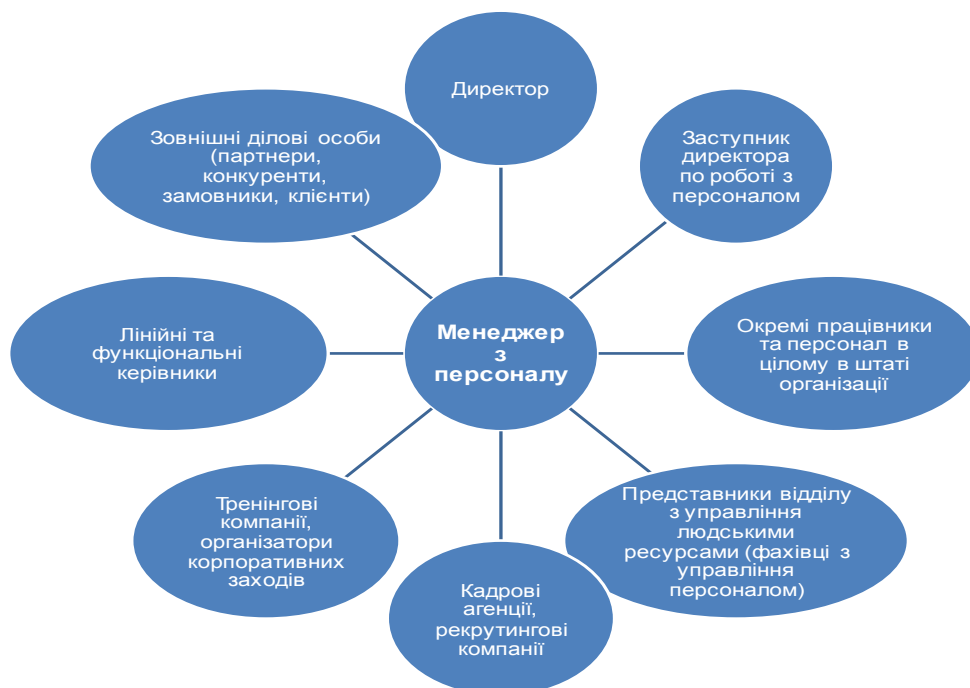 Директор
Заступник
директора
по роботі з
персоналом
Окремі працівники
та персонал в
цілому в штаті
організації
Представники відділу
з управління
людськими
ресурсами (фахівці з
управління
персоналом)
Кадрові
агенції,
рекрутингові
компанії
Тренінгові
компанії,
організатори
корпоративних
заходів
Лінійні та
функціональні
керівники
Зовнішні ділові особи
(партнери,
конкуренти,
замовники, клієнти)
Менеджер
з
персоналу